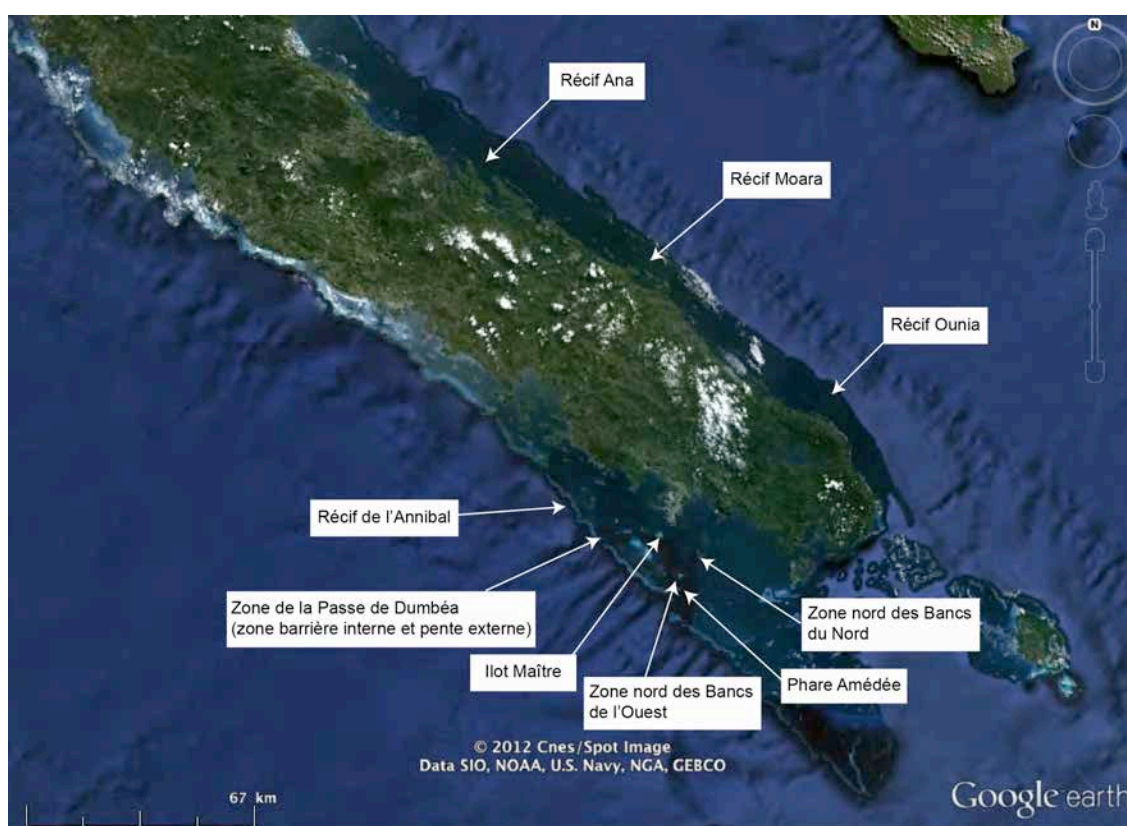 N
Récif Ana
Récif Moara
Récif Ounia
Récif de l'Annibal
Zone de la Passe de Dumbéa
(zone barrière interne et pente externe)
Ilot Maître
Zone nord des Bancs
de l'Ouest
Phare Amédée
Zone nord des Bancs
du Nord
© 2012 Cnes/Spot Image
Data SIO, NOAA, U.S. Navy, NGA, GEBCO
67 km
Google earth